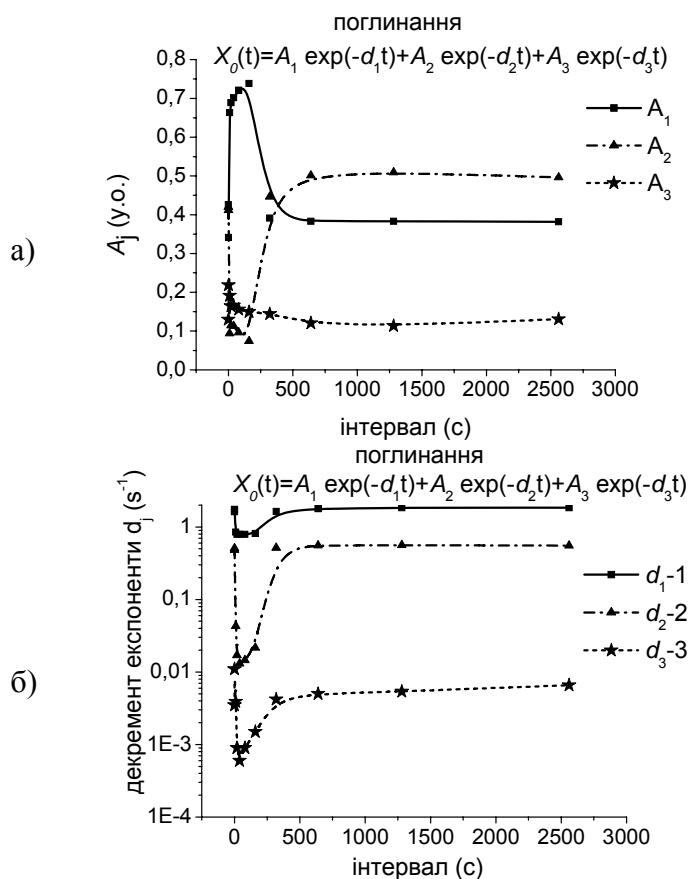 поглинання
X₀(t)=A₁ exp(-d₁t)+A₂ exp(-d₂t)+A₃ exp(-d₃t)
0,8
0,7
0,6
0,5
0,4
0,3
0,2
0,1
0,0
Aⱼ (у.о.)
а)
A₁
A₂
A₃
0 500 1000 1500 2000 2500 3000
інтервал (с)
поглинання
X₀(t)=A₁ exp(-d₁t)+A₂ exp(-d₂t)+A₃ exp(-d₃t)
1
0,1
0,01
1E-3
1E-4
декремент експоненти dⱼ (s⁻¹)
б)
d₁-1
d₂-2
d₃-3
0 500 1000 1500 2000 2500 3000
інтервал (с)